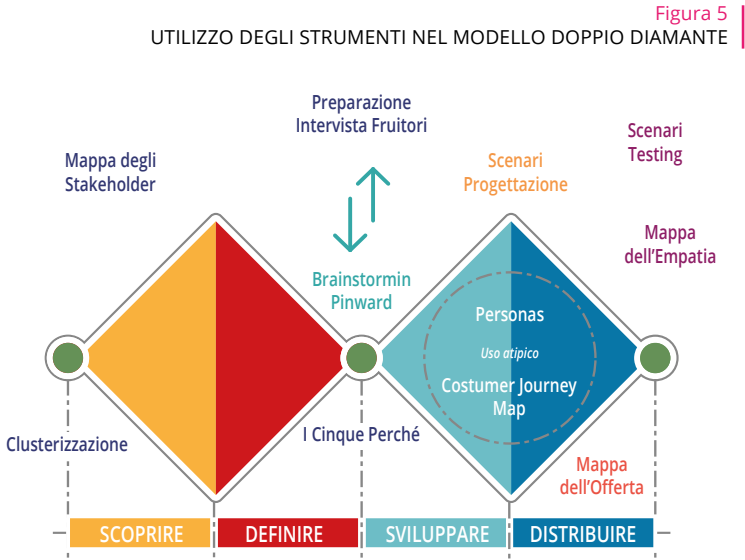 Figura 5
UTILIZZO DEGLI STRUMENTI NEL MODELLO DOPPIO DIAMANTE
Preparazione
Intervista Fruitori
Scenari
Testing
Mappa degli
Stakeholder
Scenari
Progettazione
Mappa
dell'Empatia
Brainstormin
Pinward
Personas
Uso atipico
Costumer Journey
Map
Clusterizzazione
I Cinque Perché
Mappa
dell'Offerta
SCOPRIRE
DEFINIRE
SVILUPPARE
DISTRIBUIRE